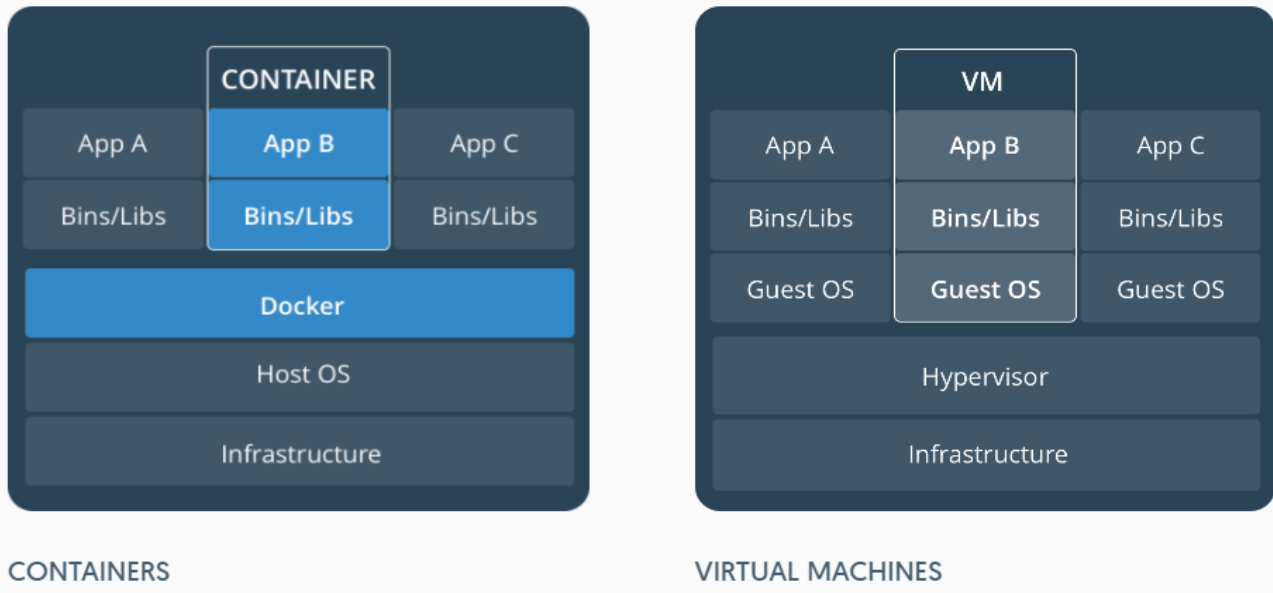 CONTAINER
App A
App B
App C
Bins/Libs
Bins/Libs
Bins/Libs
Docker
Host OS
Infrastructure
CONTAINERS
VM
App A
App B
App C
Bins/Libs
Bins/Libs
Bins/Libs
Guest OS
Guest OS
Guest OS
Hypervisor
Infrastructure
VIRTUAL MACHINES